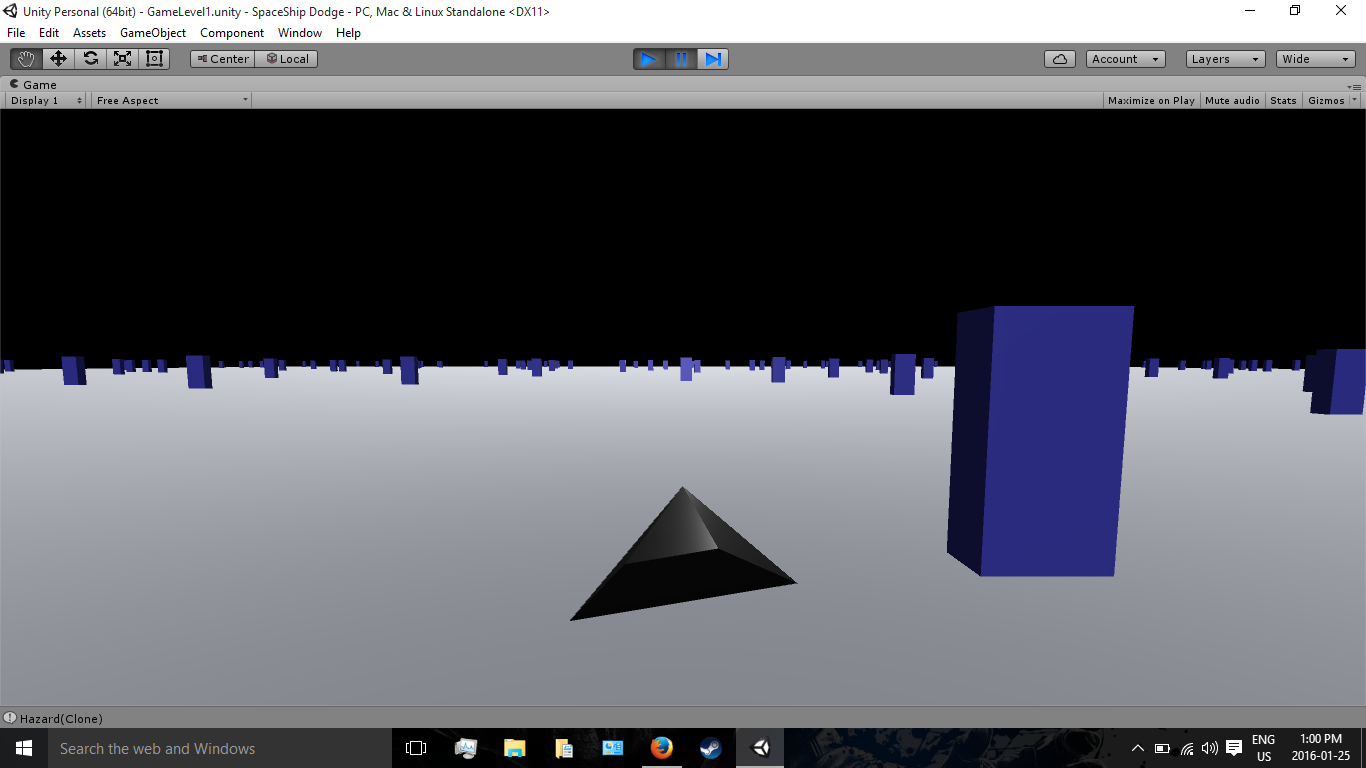 Unity Personal (64bit) - GameLevel1.unity - SpaceShip Dodge - PC, Mac & Linux Standalone <DX11>
File Edit Assets GameObject Component Window Help
Center Local Account Layers Wide
Game
Display 1 Free Aspect Maximize on Play Mute audio Stats Gizmos
Hazard(Clone)
Search the web and Windows
ENG
US
1:00 PM
2016-01-25